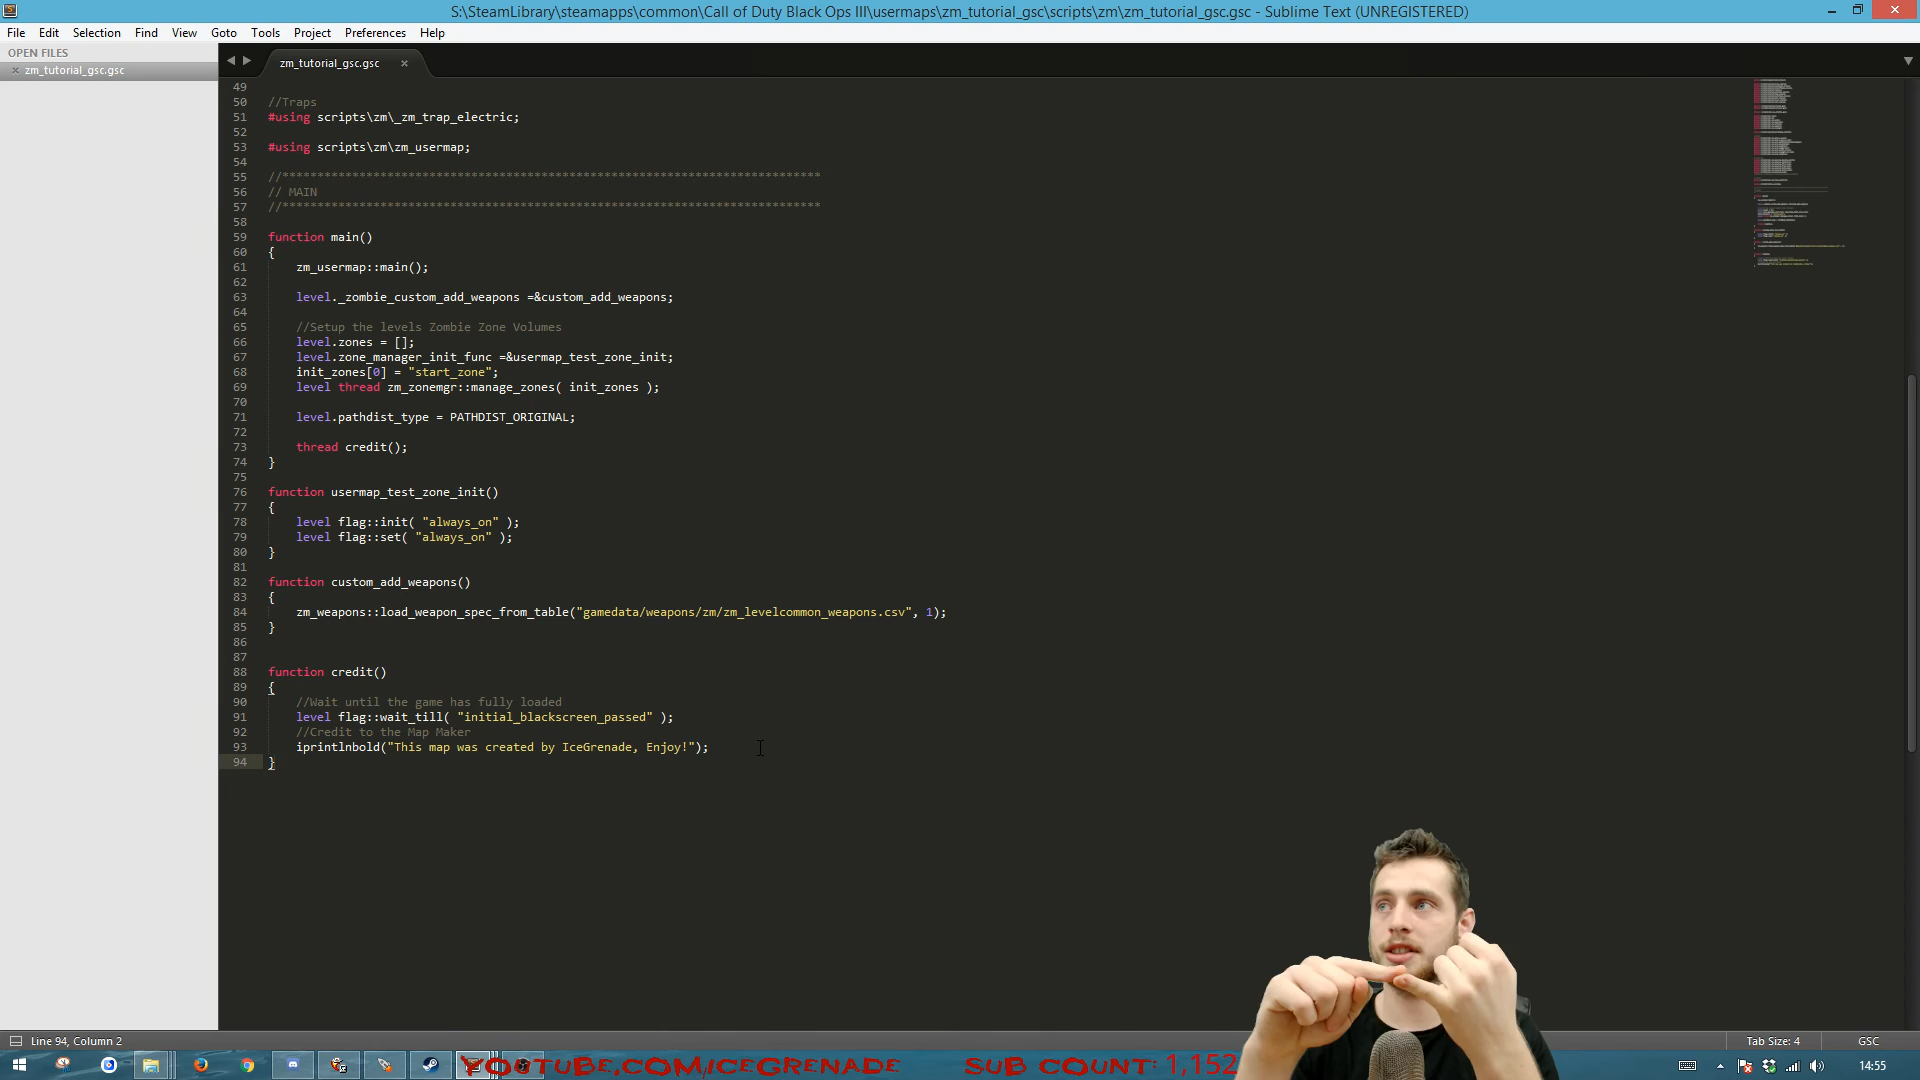 S:\SteamLibrary\steamapps\common\Call of Duty Black Ops III\usermaps\zm_tutorial_gsc\scripts\zm\zm_tutorial_gsc.gsc - Sublime Text (UNREGISTERED)
File Edit Selection Find View Goto Tools Project Preferences Help
OPEN FILES
zm_tutorial_gsc.gsc
zm_tutorial_gsc.gsc
49
50 //Traps
51 #using scripts\zm\_zm_trap_electric;
52
53 #using scripts\zm\zm_usermap;
54
55 //*****************************************************************************
56 // MAIN
57 //*****************************************************************************
58
59 function main()
60 {
61 zm_usermap::main();
62
63 level._zombie_custom_add_weapons =&custom_add_weapons;
64
65 //Setup the levels Zombie Zone Volumes
66 level.zones = [];
67 level.zone_manager_init_func =&usermap_test_zone_init;
68 init_zones[0] = "start_zone";
69 level thread zm_zonemgr::manage_zones( init_zones );
70
71 level.pathdist_type = PATHDIST_ORIGINAL;
72
73 thread credit();
74 }
75
76 function usermap_test_zone_init()
77 {
78 level flag::init( "always_on" );
79 level flag::set( "always_on" );
80 }
81
82 function custom_add_weapons()
83 {
84 zm_weapons::load_weapon_spec_from_table("gamedata/weapons/zm/zm_levelcommon_weapons.csv", 1);
85 }
86
87
88 function credit()
89 {
90 //Wait until the game has fully loaded
91 level flag::wait_till( "initial_blackscreen_passed" );
92 //Credit to the Map Maker
93 iprintlnbold("This map was created by IceGrenade, Enjoy!");
94 }
Line 94, Column 2
Tab Size: 4 GSC
YOUTUBE.COM/ICEGRENADE SUB COUNT: 1,152
14:55